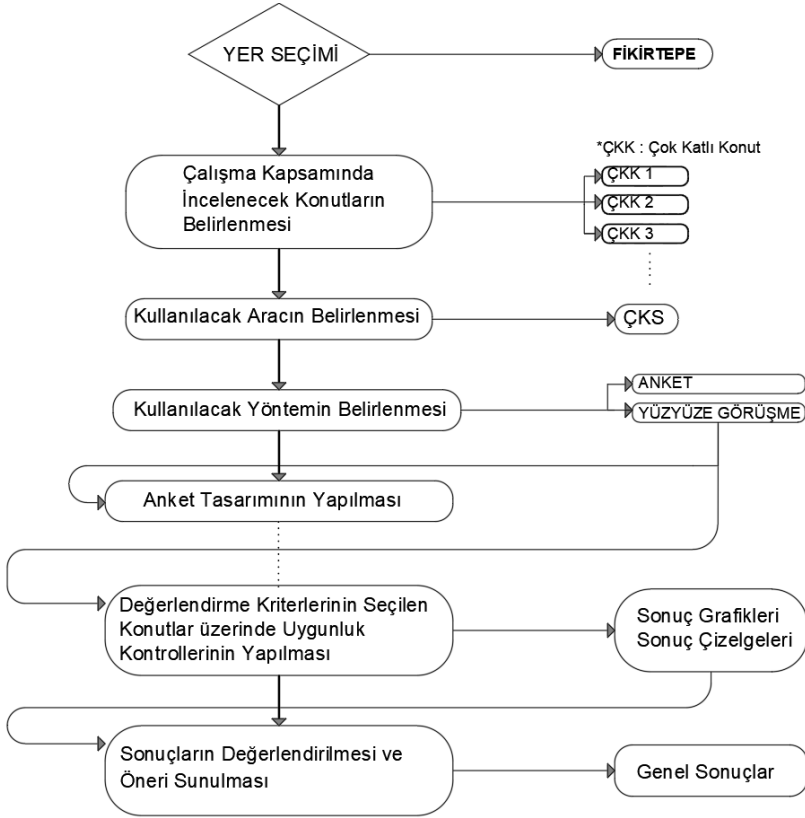 YER SEÇİMİ
FİKİRTEPE
*ÇKK : Çok Katlı Konut
Çalışma Kapsamında
İncelenecek Konutların
Belirlenmesi
ÇKK 1
ÇKK 2
ÇKK 3
Kullanılacak Aracın Belirlenmesi
ÇKS
Kullanılacak Yöntemin Belirlenmesi
ANKET
YÜZYÜZE GÖRÜŞME
Anket Tasarımının Yapılması
Değerlendirme Kriterlerinin Seçilen
Konutlar üzerinde Uygunluk
Kontrollerinin Yapılması
Sonuç Grafikleri
Sonuç Çizelgeleri
Sonuçların Değerlendirilmesi ve
Öneri Sunulması
Genel Sonuçlar